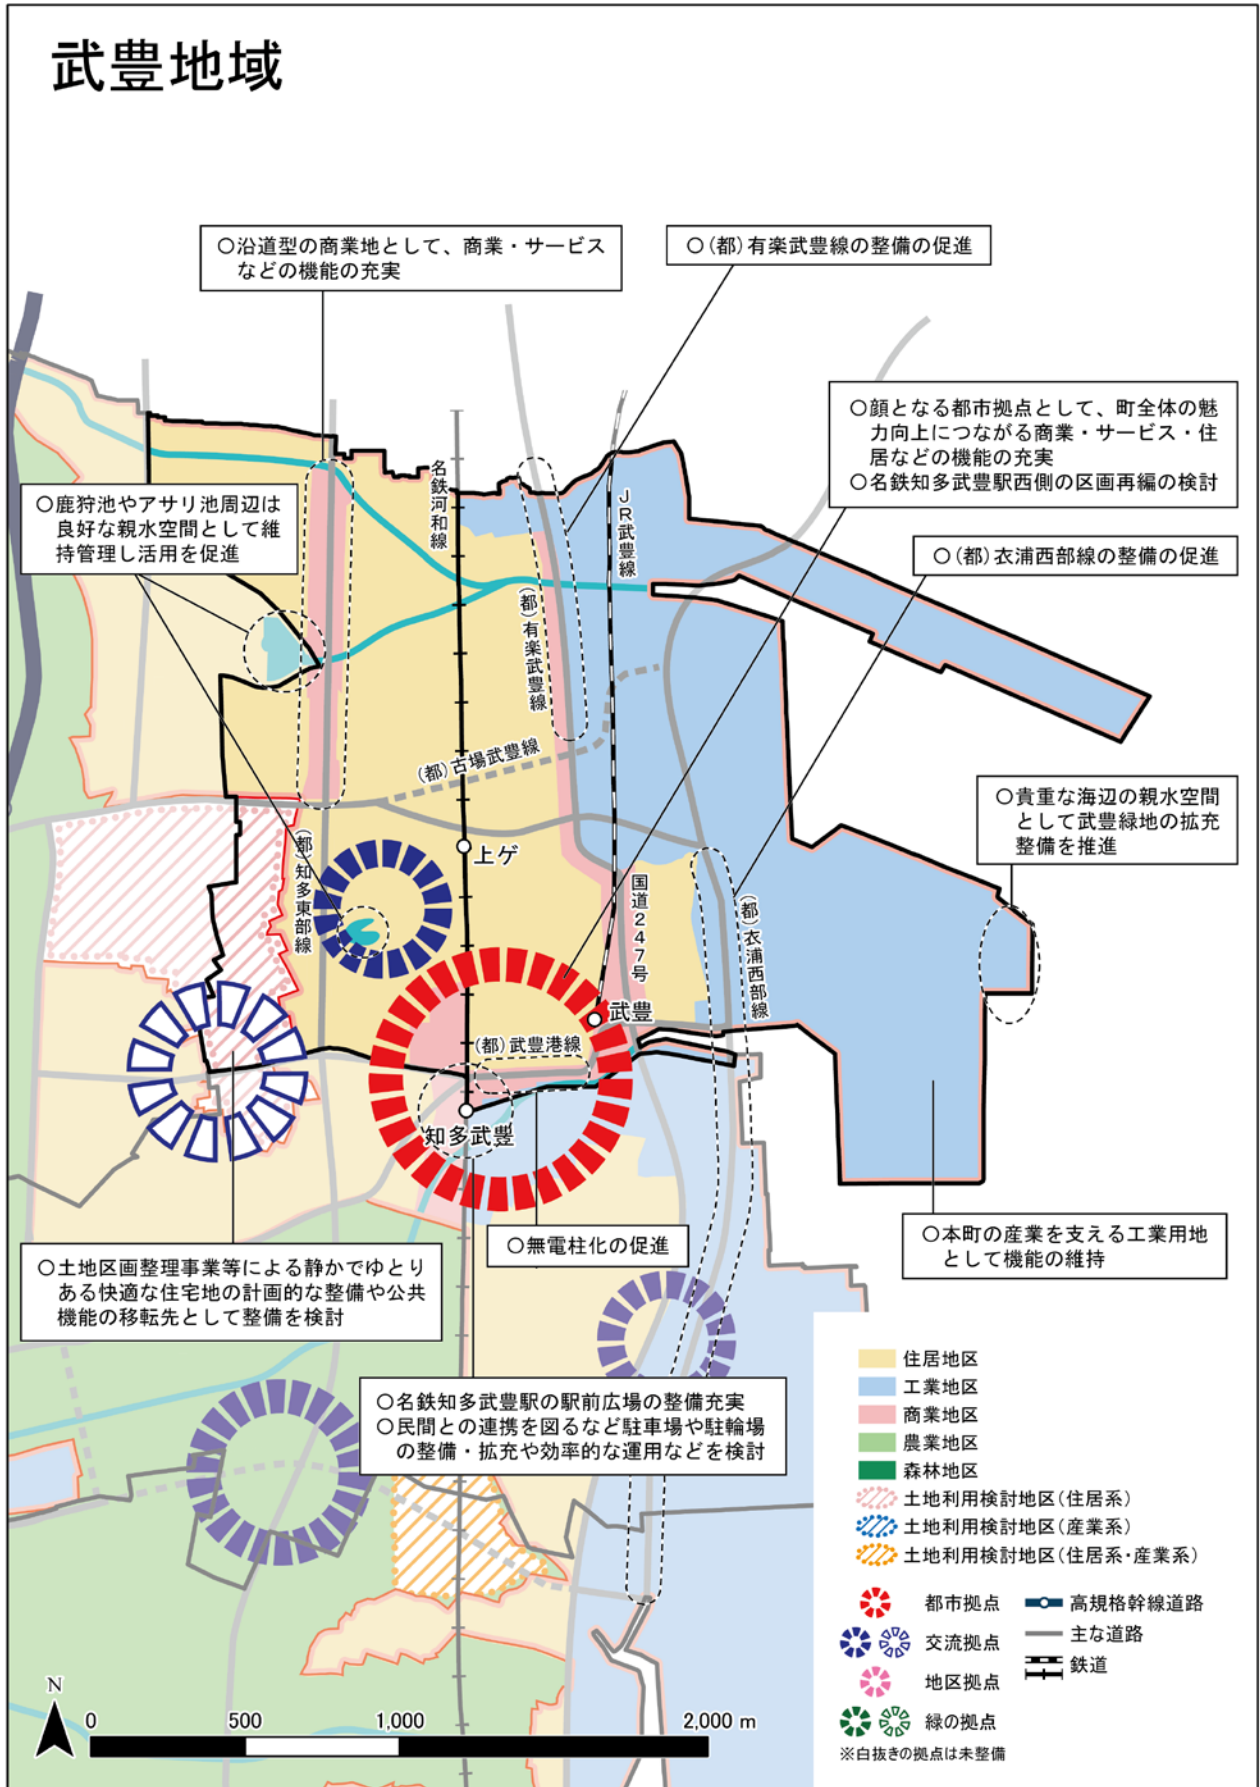 武豊地域
○沿道型の商業地として、商業・サービス
などの機能の充実
○(都)有楽武豊線の整備の促進
○顔となる都市拠点として、町全体の魅
力向上につながる商業・サービス・住
居などの機能の充実
○名鉄知多武豊駅西側の区画再編の検討
○鹿狩池やアサリ池周辺は
良好な親水空間として維
持管理し活用を促進
○(都)衣浦西部線の整備の促進
名鉄河和線
JR武豊線
(都)有楽武豊線
(都)古場武豊線
○貴重な海辺の親水空間
として武豊緑地の拡充
整備を推進
(都)知多東部線
上ゲ
国道247号
(都)衣浦西部線
武豊
(都)武豊港線
知多武豊
○無電柱化の促進
○本町の産業を支える工業用地
として機能の維持
○土地区画整理事業等による静かでゆとり
ある快適な住宅地の計画的な整備や公共
機能の移転先として整備を検討
○名鉄知多武豊駅の駅前広場の整備充実
○民間との連携を図るなど駐車場や駐輪場
の整備・拡充や効率的な運用などを検討
住居地区
工業地区
商業地区
農業地区
森林地区
土地利用検討地区(住居系)
土地利用検討地区(産業系)
土地利用検討地区(住居系・産業系)
都市拠点
高規格幹線道路
交流拠点
主な道路
地区拠点
鉄道
緑の拠点
※白抜きの拠点は未整備
N
0 500 1,000 2,000 m